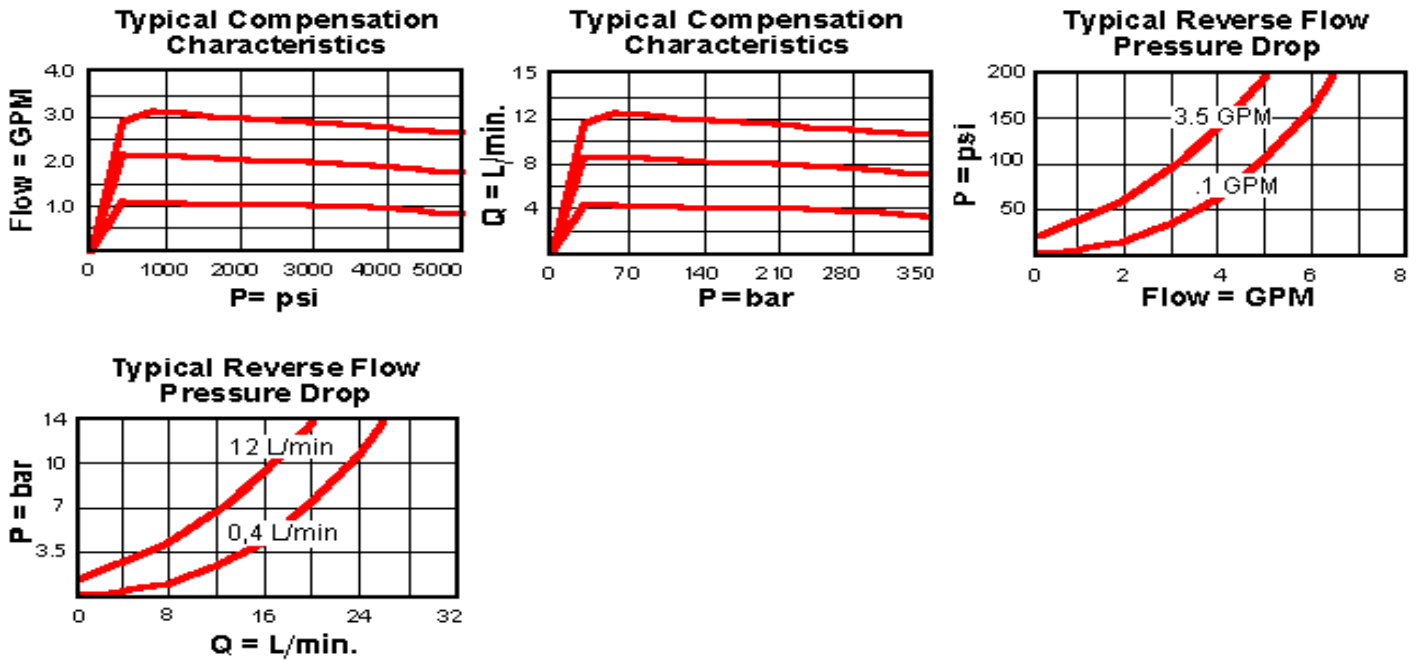 Typical Compensation
Characteristics
Flow = GPM
4.0
3.0
2.0
1.0
0
1000
2000
3000
4000
5000
P= psi
Typical Compensation
Characteristics
Q = L/min.
15
12
8
4
0
70
140
210
280
350
P=bar
Typical Reverse Flow
Pressure Drop
P = psi
200
150
100
50
3.5 GPM
.1 GPM
0
2
4
6
8
Flow = GPM
Typical Reverse Flow
Pressure Drop
P = bar
14
10
7
3.5
12 L/min
0,4 L/min
0
8
16
24
32
Q = L/min.